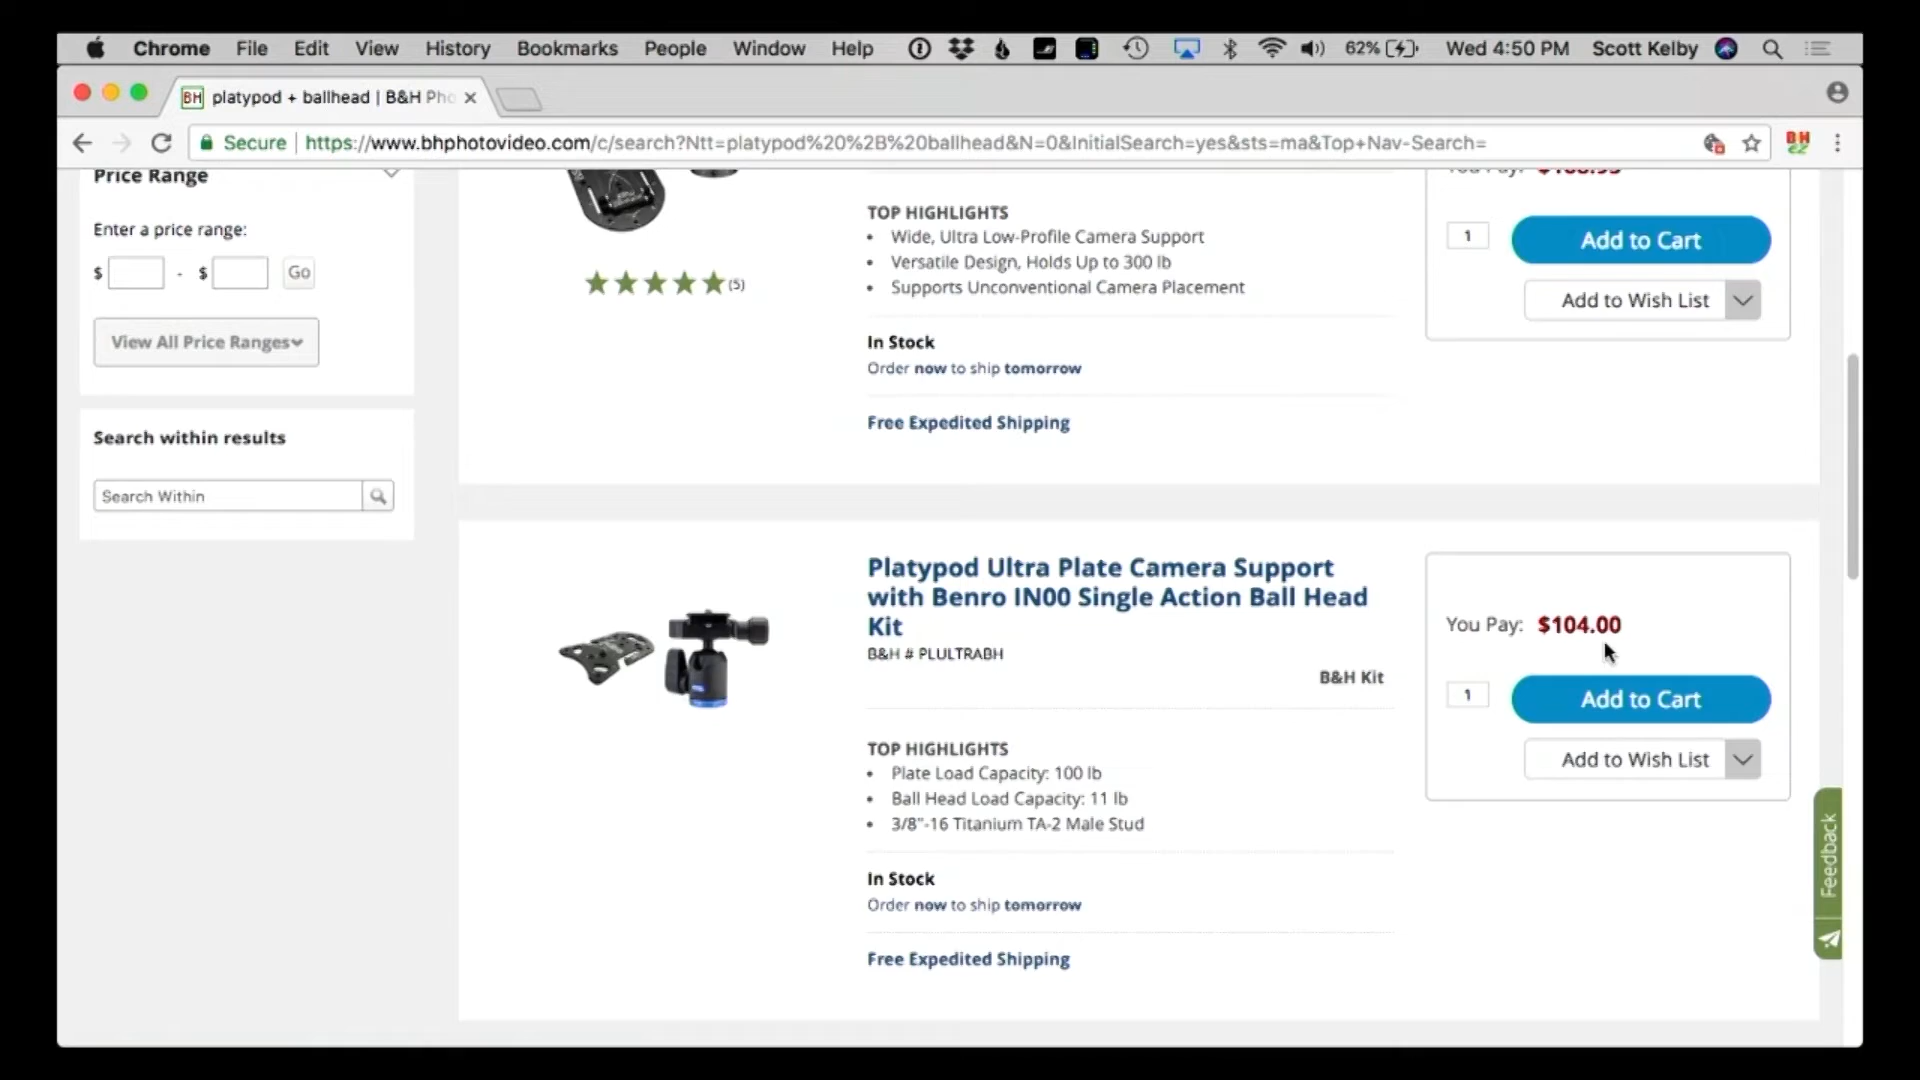 Chrome File Edit View History Bookmarks People Window Help 62% Wed 4:50 PM Scott Kelby
BH platypod + ballhead | B&H Pho
Secure https://www.bhphotovideo.com/c/search?Ntt=platypod%20%2B%20ballhead&N=0&InitialSearch=yes&sts=ma&Top+Nav-Search=
BH
Price Range
Enter a price range:
$ - $ Go
View All Price Ranges
Search within results
Search Within
TOP HIGHLIGHTS
• Wide, Ultra Low-Profile Camera Support
• Versatile Design, Holds Up to 300 lb
• Supports Unconventional Camera Placement
(5)
In Stock
Order now to ship tomorrow
Free Expedited Shipping
You Pay:
1 Add to Cart
Add to Wish List
Platypod Ultra Plate Camera Support
with Benro IN00 Single Action Ball Head
Kit
B&H # PLULTRABH
B&H Kit
TOP HIGHLIGHTS
• Plate Load Capacity: 100 lb
• Ball Head Load Capacity: 11 lb
• 3/8"-16 Titanium TA-2 Male Stud
In Stock
Order now to ship tomorrow
Free Expedited Shipping
You Pay: $104.00
1 Add to Cart
Add to Wish List
Feedback